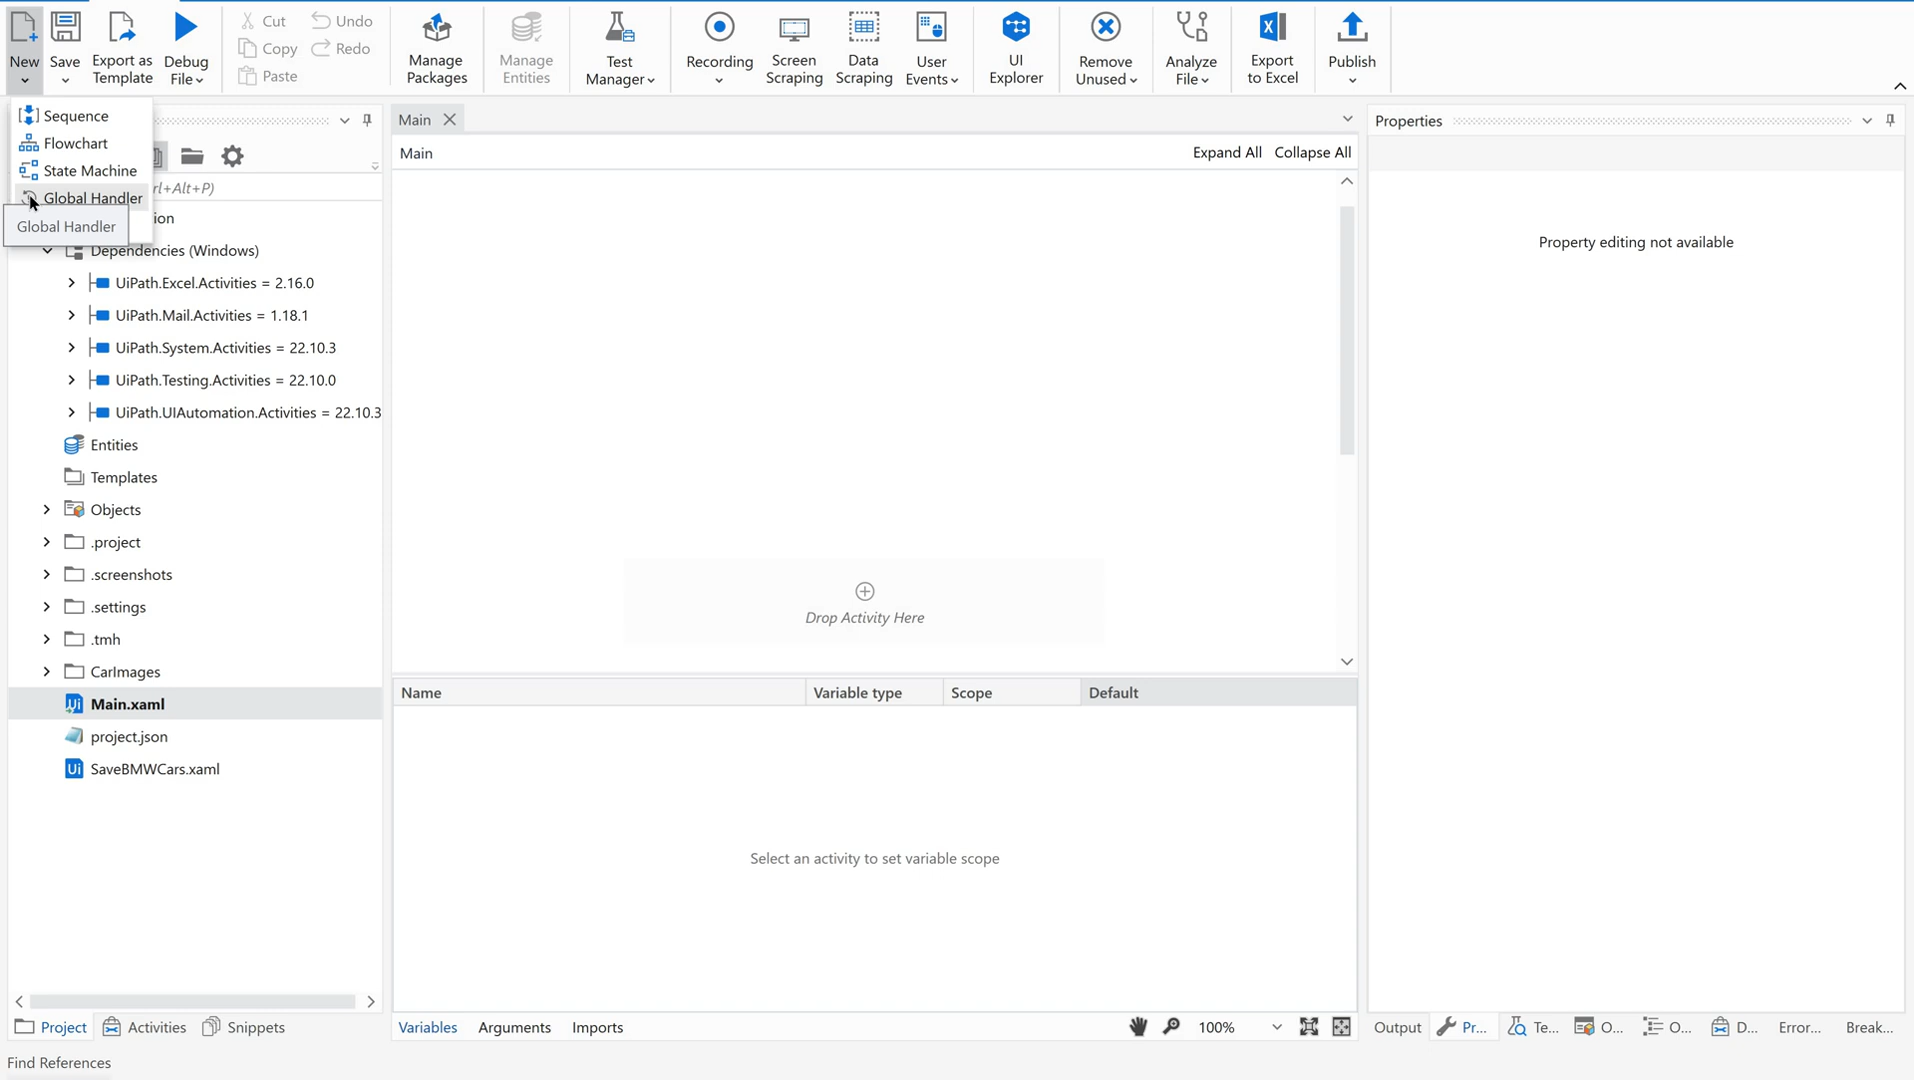 New
Save
Export as
Template
Debug
File
Cut
Copy
Paste
Undo
Redo
Manage
Packages
Manage
Entities
Test
Manager
Recording
Screen
Scraping
Data
Scraping
User
Events
UI
Explorer
Remove
Unused
Analyze
File
Export
to Excel
Publish
Sequence
Flowchart
State Machine
Global Handler
Global Handler
rl+Alt+P)
ion
Dependencies (Windows)
UiPath.Excel.Activities = 2.16.0
UiPath.Mail.Activities = 1.18.1
UiPath.System.Activities = 22.10.3
UiPath.Testing.Activities = 22.10.0
UiPath.UIAutomation.Activities = 22.10.3
Entities
Templates
Objects
.project
.screenshots
.settings
.tmh
CarImages
Main.xaml
project.json
SaveBMWCars.xaml
Project
Activities
Snippets
Find References
Main
Main
Expand All Collapse All
Drop Activity Here
Name Variable type Scope Default
Select an activity to set variable scope
Variables Arguments Imports
100%
Properties
Property editing not available
Output
Pr...
Te...
O...
O...
D...
Error...
Break...